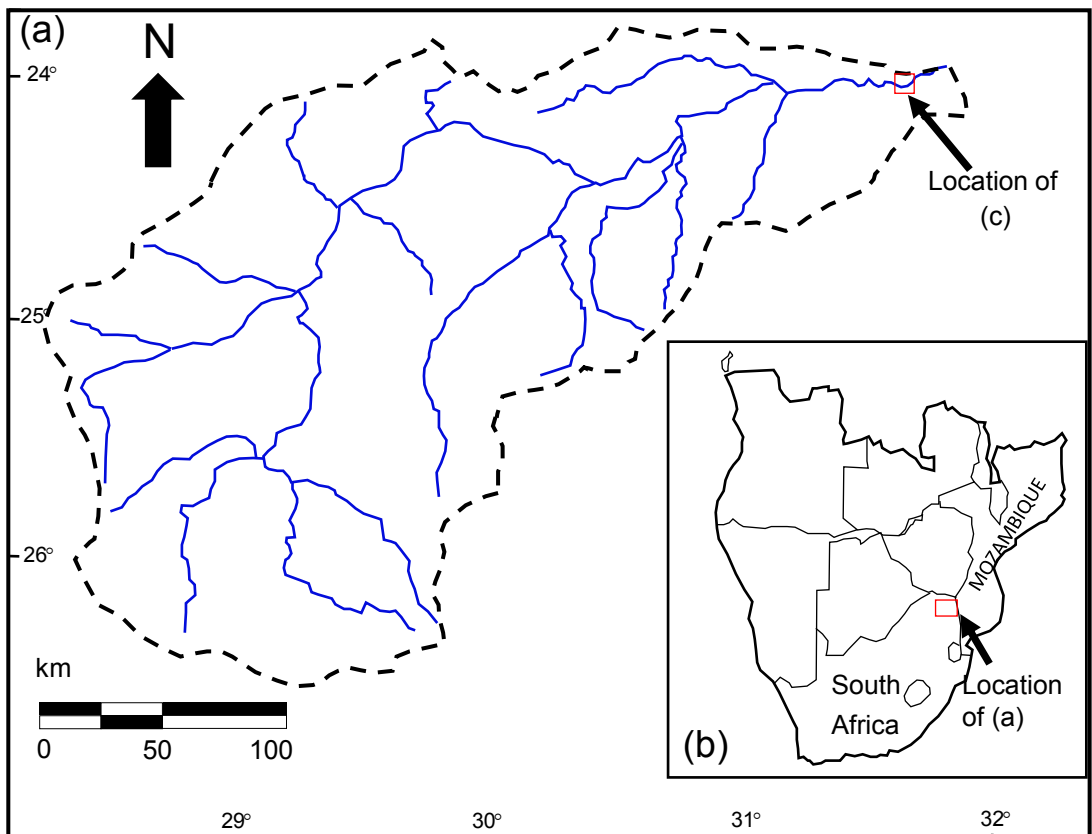 (a)
N
24°
25°
26°
Location of
(c)
km
0 50 100
29° 30° 31° 32°
MOZAMBIQUE
South
Africa
Location
of (a)
(b)